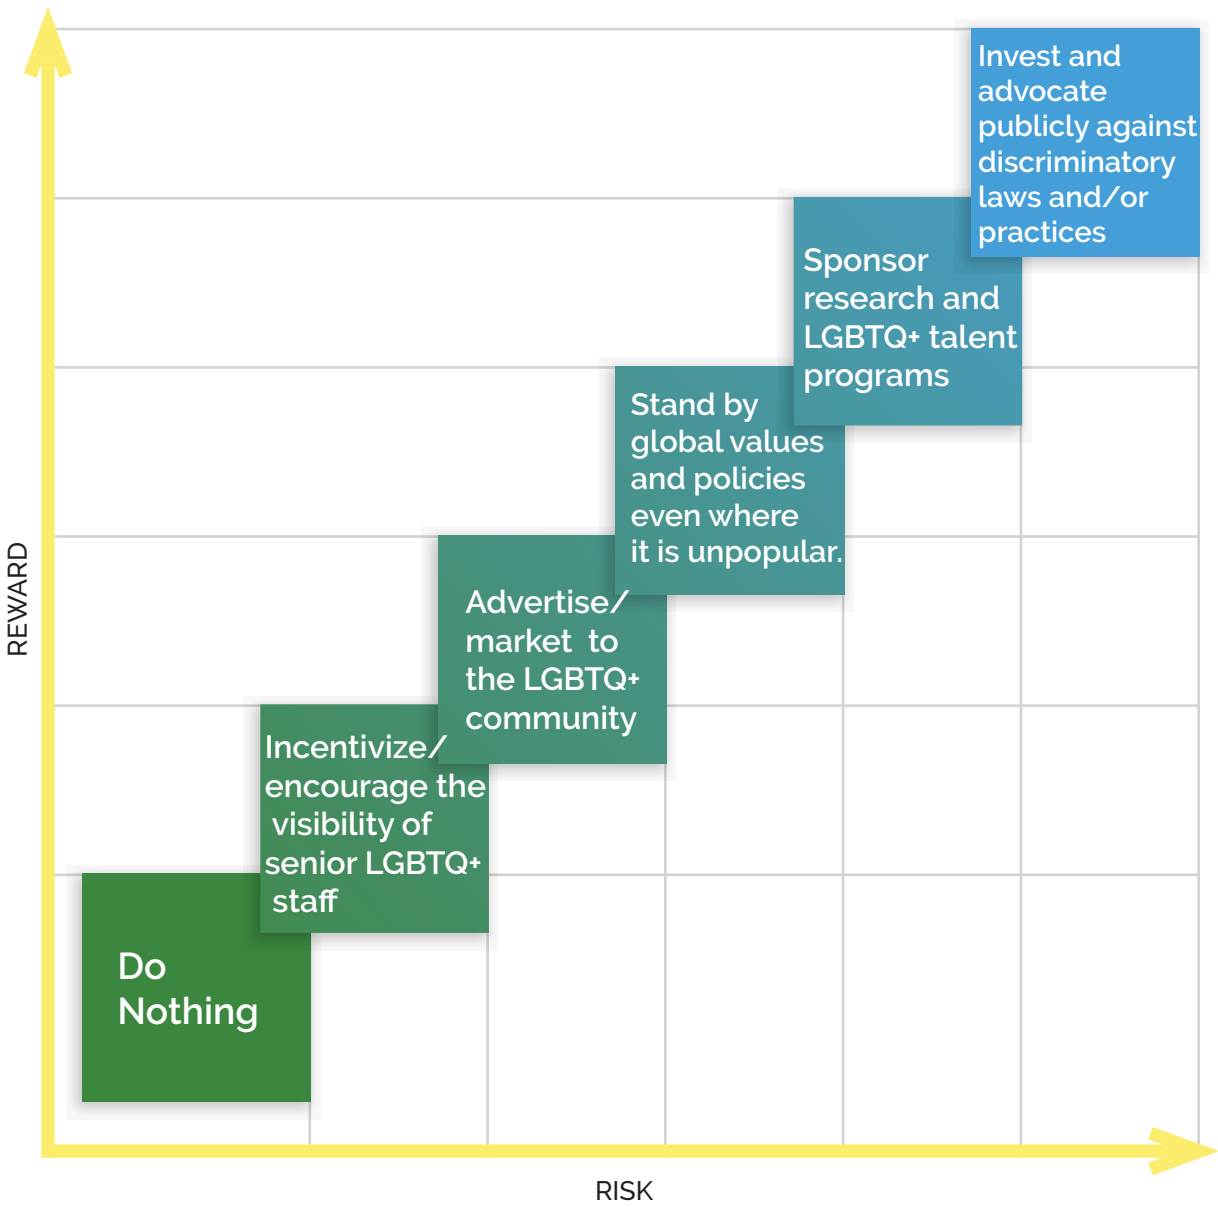 Invest and
advocate
publicly against
discriminatory
laws and/or
practices
Sponsor
research and
LGBTQ+ talent
programs
Stand by
global values
and policies
even where
it is unpopular.
Advertise/
market to
the LGBTQ+
community
Incentivize/
encourage the
visibility of
senior LGBTQ+
staff
Do
Nothing
REWARD
RISK